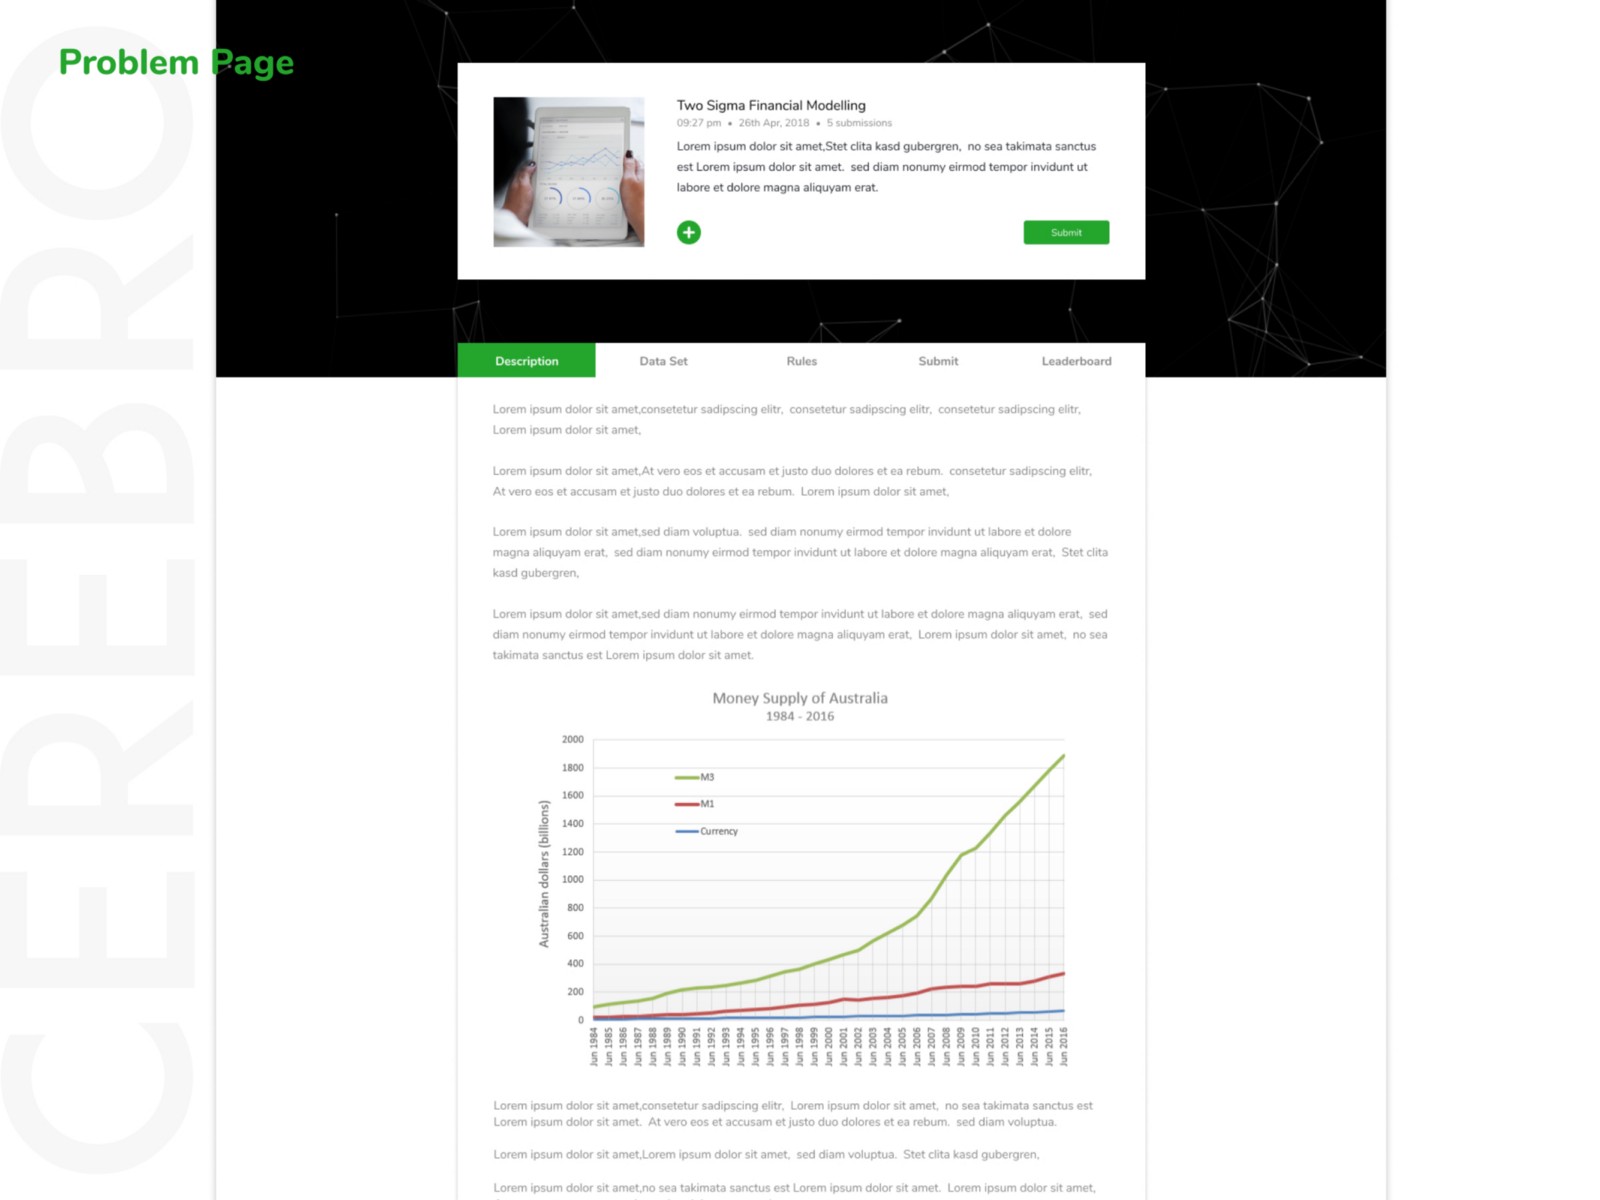 CEREBRO
Problem Page
Two Sigma Financial Modelling
09:27 pm • 26th Apr, 2018 • 5 submissions
Lorem ipsum dolor sit amet,Stet clita kasd gubergren, no sea takimata sanctus
est Lorem ipsum dolor sit amet. sed diam nonumy eirmod tempor invidunt ut
labore et dolore magna aliquyam erat.
Submit
Description Data Set Rules Submit Leaderboard
Lorem ipsum dolor sit amet,consetetur sadipscing elitr, consetetur sadipscing elitr, consetetur sadipscing elitr,
Lorem ipsum dolor sit amet,
Lorem ipsum dolor sit amet,At vero eos et accusam et justo duo dolores et ea rebum. consetetur sadipscing elitr,
At vero eos et accusam et justo duo dolores et ea rebum. Lorem ipsum dolor sit amet,
Lorem ipsum dolor sit amet,sed diam voluptua. sed diam nonumy eirmod tempor invidunt ut labore et dolore
magna aliquyam erat, sed diam nonumy eirmod tempor invidunt ut labore et dolore magna aliquyam erat, Stet clita
kasd gubergren,
Lorem ipsum dolor sit amet,sed diam nonumy eirmod tempor invidunt ut labore et dolore magna aliquyam erat, sed
diam nonumy eirmod tempor invidunt ut labore et dolore magna aliquyam erat, Lorem ipsum dolor sit amet, no sea
takimata sanctus est Lorem ipsum dolor sit amet.
Money Supply of Australia
1984 - 2016
Australian dollars (billions)
2000
1800
1600
1400
1200
1000
800
600
400
200
0
M3
M1
Currency
Jun 1984
Jun 1985
Jun 1986
Jun 1987
Jun 1988
Jun 1989
Jun 1990
Jun 1991
Jun 1992
Jun 1993
Jun 1994
Jun 1995
Jun 1996
Jun 1997
Jun 1998
Jun 1999
Jun 2000
Jun 2001
Jun 2002
Jun 2003
Jun 2004
Jun 2005
Jun 2006
Jun 2007
Jun 2008
Jun 2009
Jun 2010
Jun 2011
Jun 2012
Jun 2013
Jun 2014
Jun 2015
Jun 2016
Lorem ipsum dolor sit amet,consetetur sadipscing elitr, Lorem ipsum dolor sit amet, no sea takimata sanctus est
Lorem ipsum dolor sit amet. At vero eos et accusam et justo duo dolores et ea rebum. sed diam voluptua.
Lorem ipsum dolor sit amet,Lorem ipsum dolor sit amet, sed diam voluptua. Stet clita kasd gubergren,
Lorem ipsum dolor sit amet,no sea takimata sanctus est Lorem ipsum dolor sit amet. Lorem ipsum dolor sit amet,